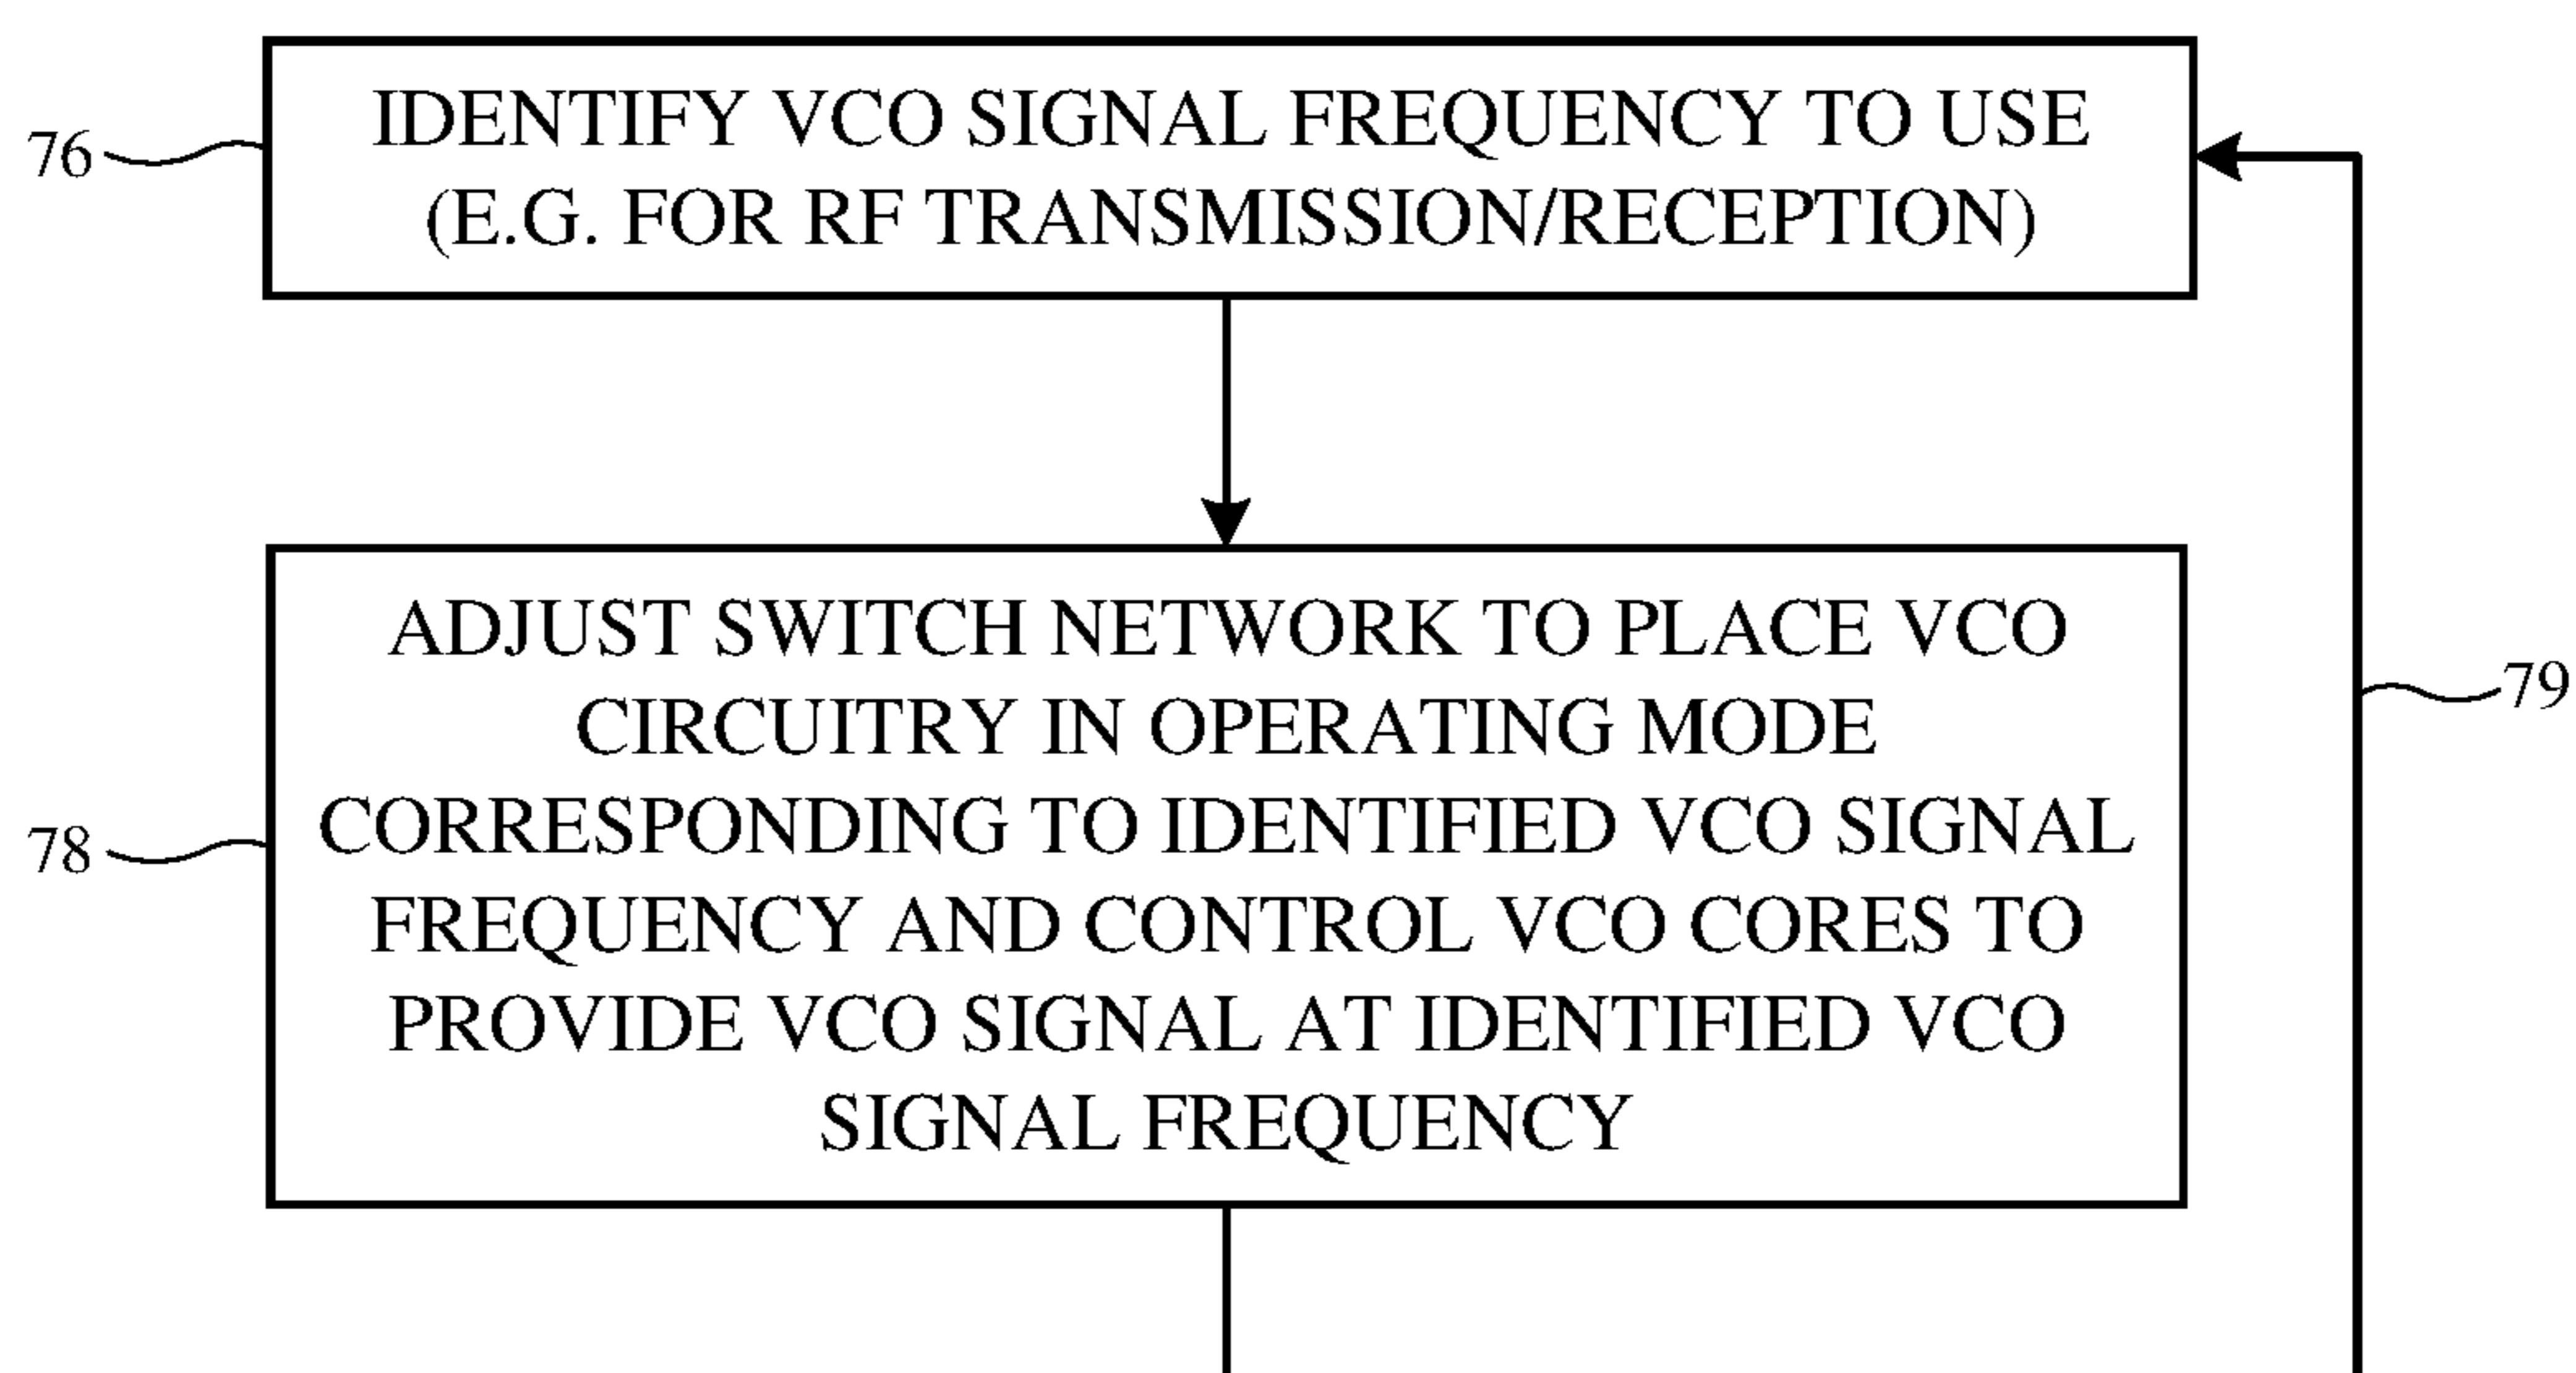 76
IDENTIFY VCO SIGNAL FREQUENCY TO USE
(E.G. FOR RF TRANSMISSION/RECEPTION)
78
ADJUST SWITCH NETWORK TO PLACE VCO
CIRCUITRY IN OPERATING MODE
CORRESPONDING TO IDENTIFIED VCO SIGNAL
FREQUENCY AND CONTROL VCO CORES TO
PROVIDE VCO SIGNAL AT IDENTIFIED VCO
SIGNAL FREQUENCY
79